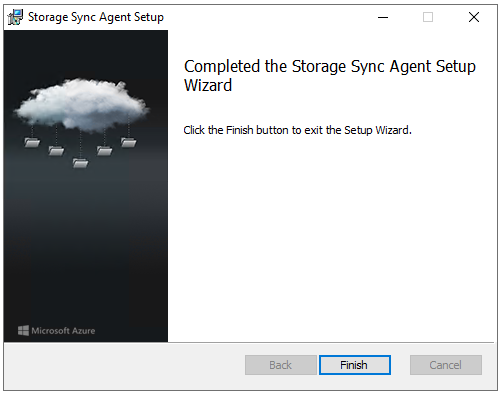 Storage Sync Agent Setup
Completed the Storage Sync Agent Setup
Wizard
Click the Finish button to exit the Setup Wizard.
Microsoft Azure
Back
Finish
Cancel